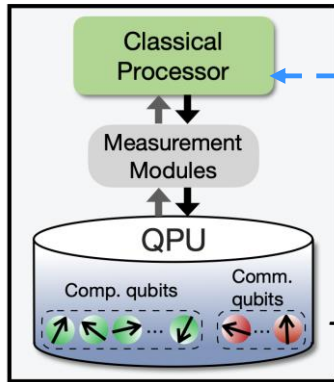 Classical
Processor
Measurement
Modules
QPU
Comp. qubits
Comm.
qubits
...
...